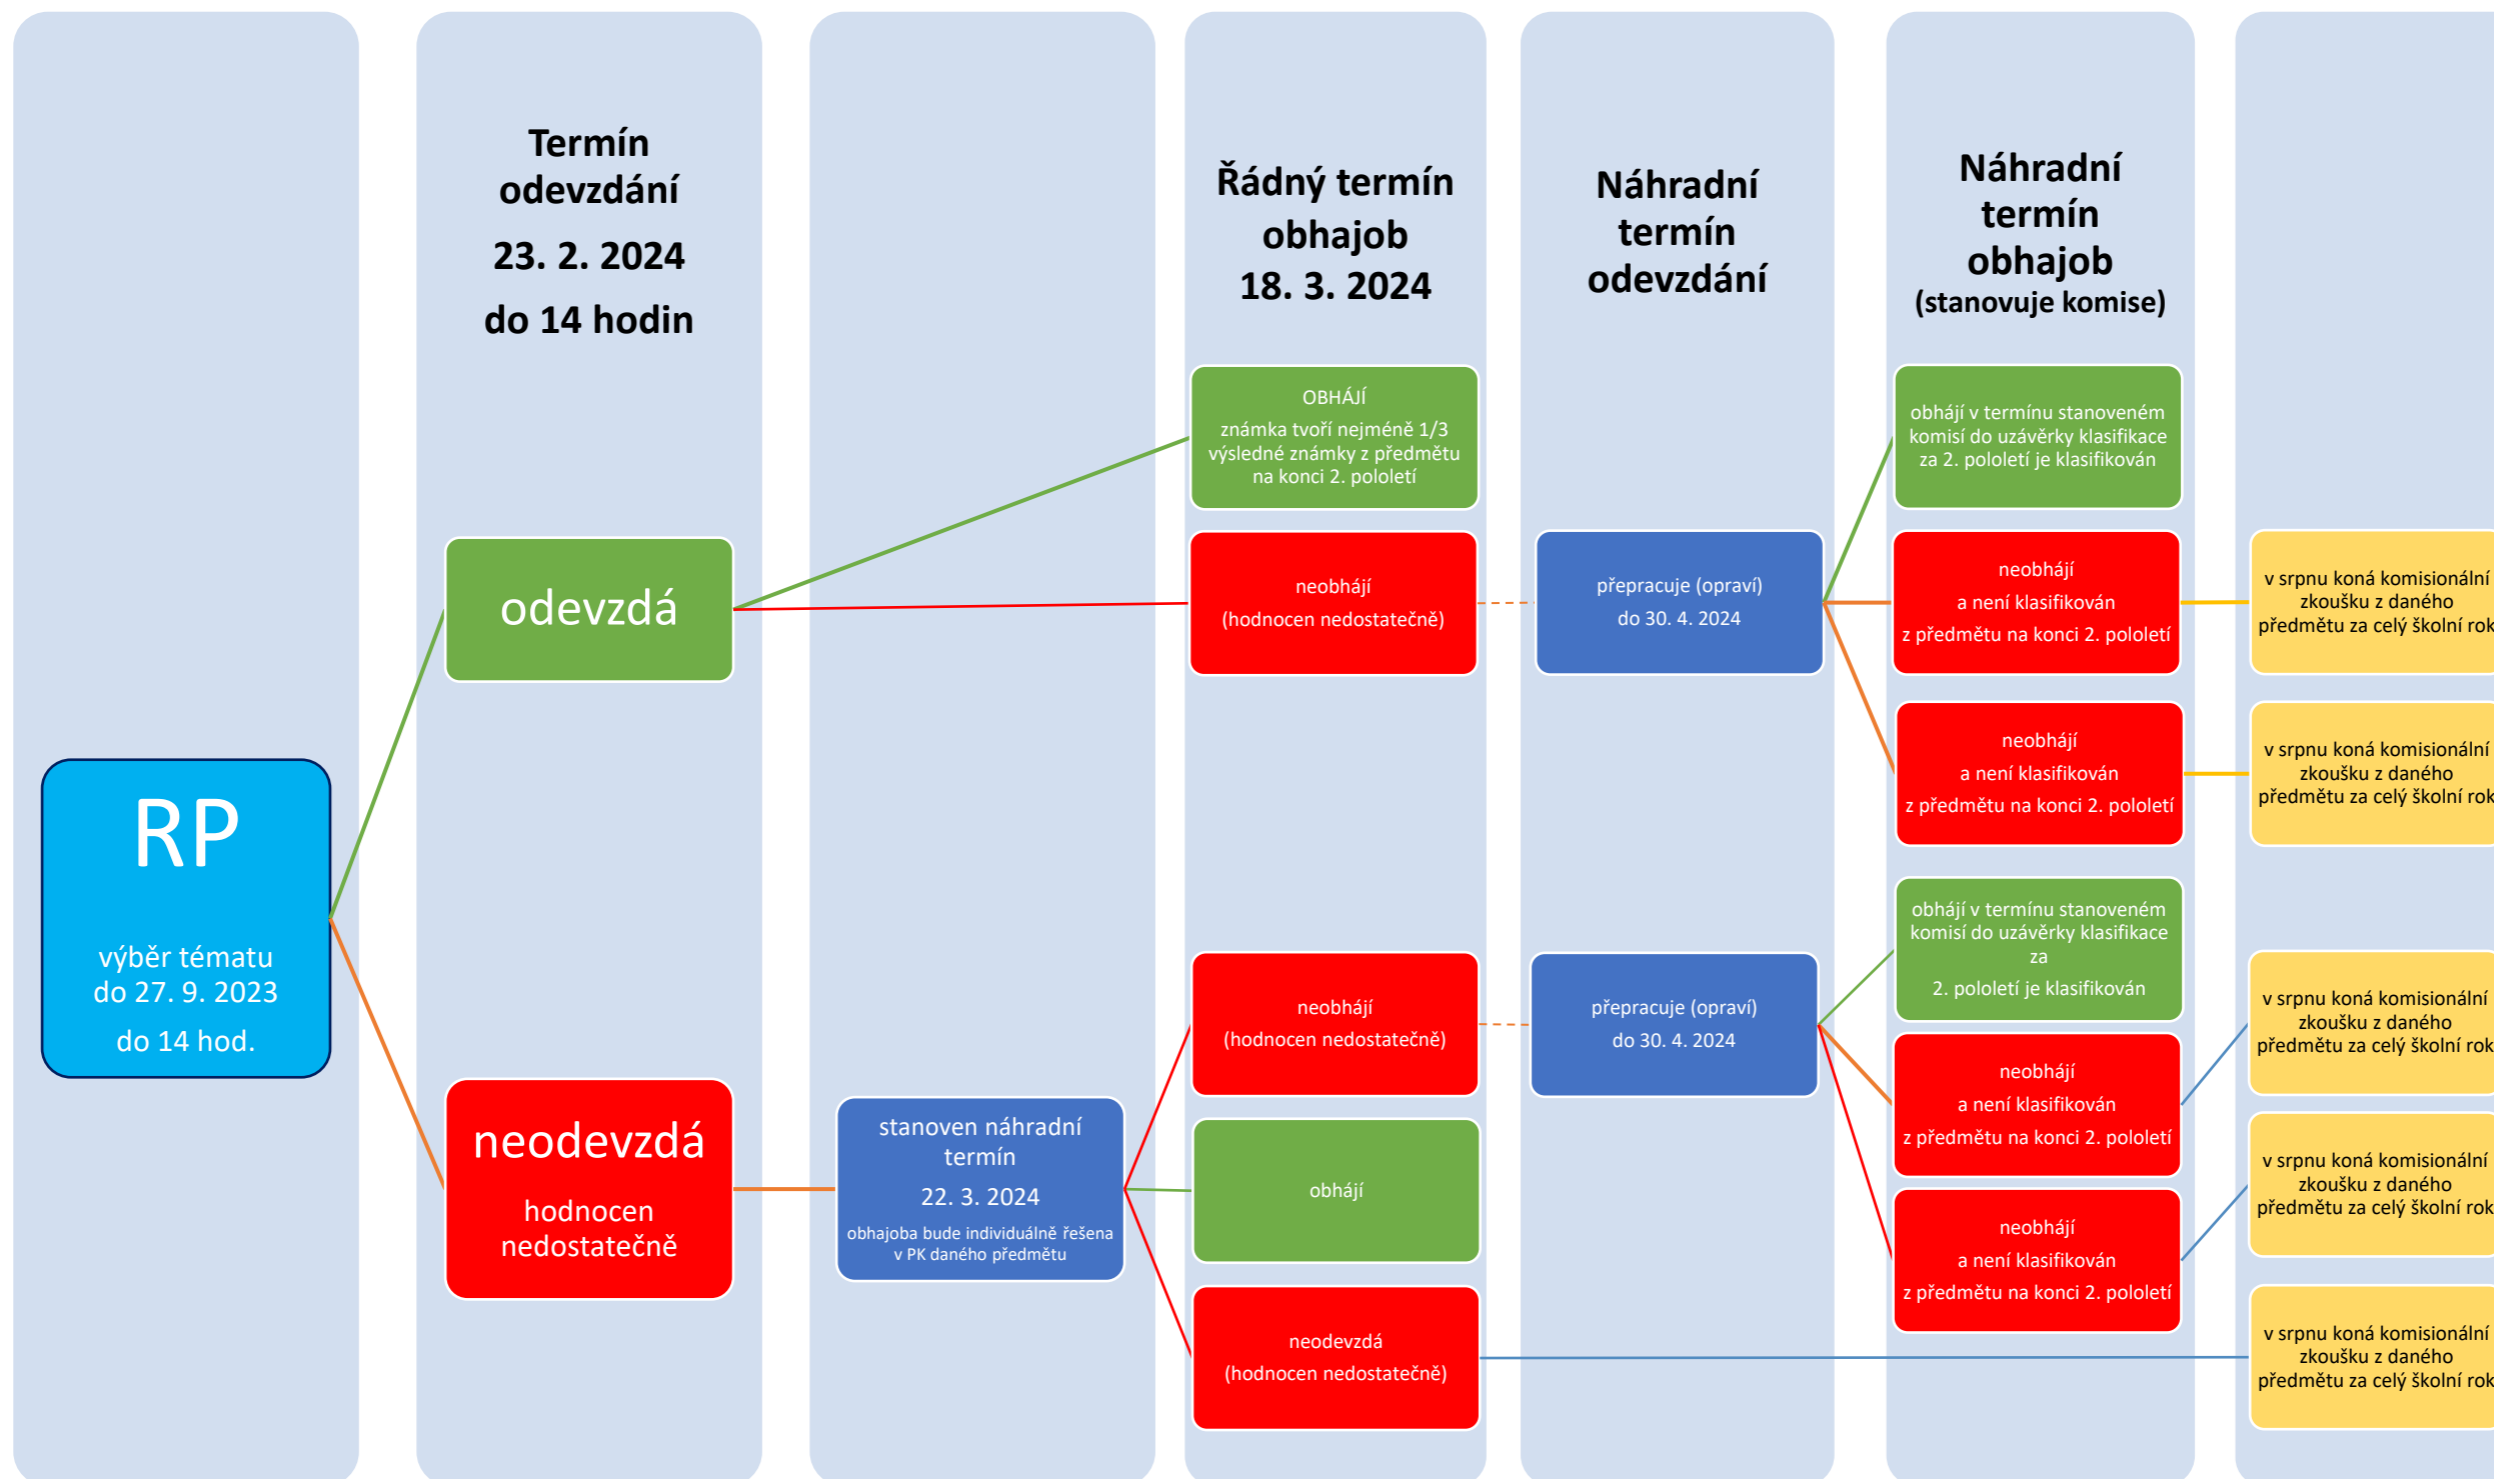 RP
výběr tématu
do 27. 9. 2023
do 14 hod.
Termín
odevzdání
23. 2. 2024
do 14 hodin
odevzdá
neodevzdá
hodnocen
nedostatečně
stanoven náhradní
termín
22. 3. 2024
obhajoba bude individuálně řešena
v PK daného předmětu
Řádný termín
obhajob
18. 3. 2024
OBHÁJÍ
známka tvoří nejméně 1/3
výsledné známky z předmětu
na konci 2. pololetí
neobhájí
(hodnocen nedostatečně)
neobhájí
(hodnocen nedostatečně)
obhájí
neodevzdá
(hodnocen nedostatečně)
Náhradní
termín
odevzdání
přepracuje (opraví)
do 30. 4. 2024
přepracuje (opraví)
do 30. 4. 2024
Náhradní
termín
obhajob
(stanovuje komise)
obhájí v termínu stanoveném
komisí do uzávěrky klasifikace
za 2. pololetí je klasifikován
neobhájí
a není klasifikován
z předmětu na konci 2. pololetí
neobhájí
a není klasifikován
z předmětu na konci 2. pololetí
obhájí v termínu stanoveném
komisí do uzávěrky klasifikace
za
2. pololetí je klasifikován
neobhájí
a není klasifikován
z předmětu na konci 2. pololetí
neobhájí
a není klasifikován
z předmětu na konci 2. pololetí
v srpnu koná komisionální
zkoušku z daného
předmětu za celý školní rok
v srpnu koná komisionální
zkoušku z daného
předmětu za celý školní rok
v srpnu koná komisionální
zkoušku z daného
předmětu za celý školní rok
v srpnu koná komisionální
zkoušku z daného
předmětu za celý školní rok
v srpnu koná komisionální
zkoušku z daného
předmětu za celý školní rok